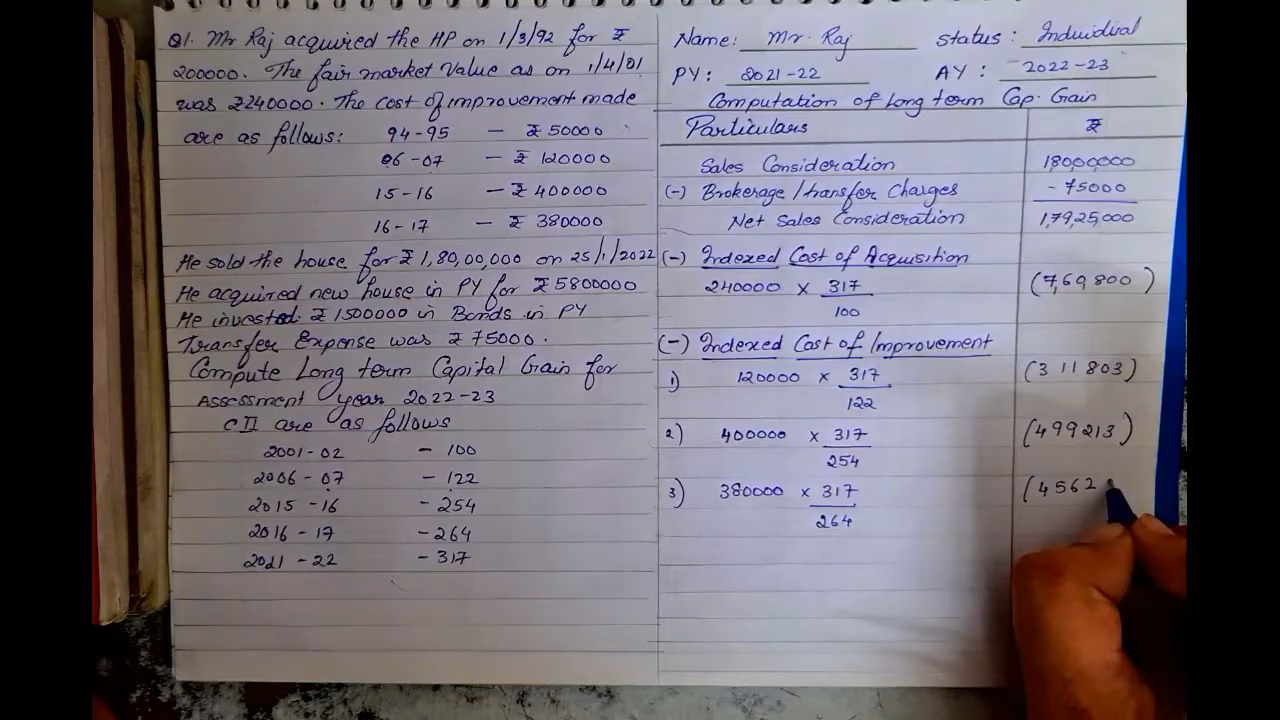 Q1. Mr Raj acquired the HP on 1/3/92 for ₹
200000. The fair market value as on 1/4/01
was ₹240000. The cost of improvement made
are as follows: 94-95 - ₹ 50000
06-07 - ₹ 120000
15-16 - ₹ 400000
16-17 - ₹ 380000
He sold the house for ₹ 1,80,00,000 on 25/1/2022
He acquired new house in PY for ₹ 5800000
He invested ₹ 1500000 in Bonds in PY
Transfer Expense was ₹ 75000.
Compute Long term Capital Gain for
Assessment year 2022-23
CII are as follows
2001-02 - 100
2006-07 - 122
2015-16 - 254
2016-17 - 264
2021-22 - 317
Name: Mr. Raj Status: Individual
PY: 2021-22 AY: 2022-23
Computation of Long term Cap. Gain
Particulars ₹
Sales Consideration 18000000
(-) Brokerage/transfer Charges - 75000
Net Sales Consideration 1,79,25,000
(-) Indexed Cost of Acquisition
240000 × 317 (7,60,800)
100
(-) Indexed Cost of Improvement
1) 120000 × 317 (311803)
122
2) 400000 × 317 (499213)
254
3) 380000 × 317 (4562
264